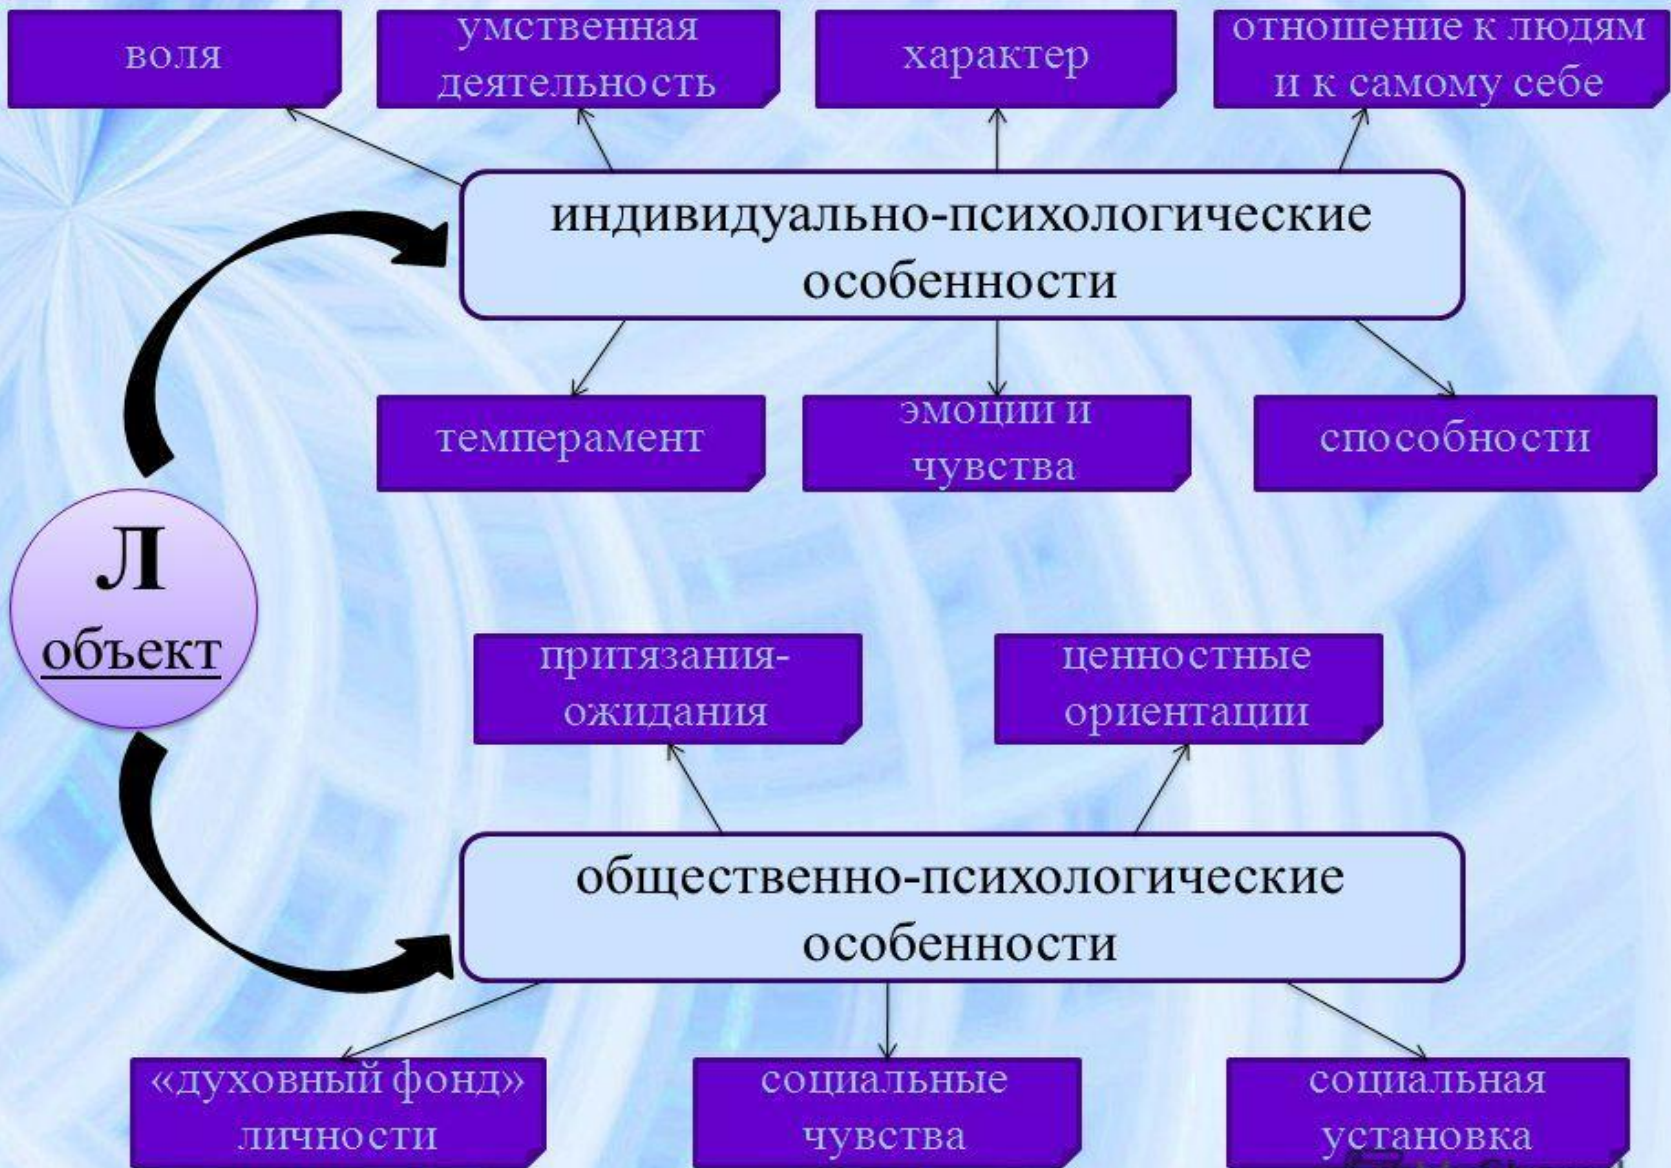 воля
умственная
деятельность
характер
отношение к людям
и к самому себе
индивидуально-психологические
особенности
темперамент
эмоции и
чувства
способности
Л
объект
притязания-
ожидания
ценностные
ориентации
общественно-психологические
особенности
«духовный фонд»
личности
социальные
чувства
социальная
установка